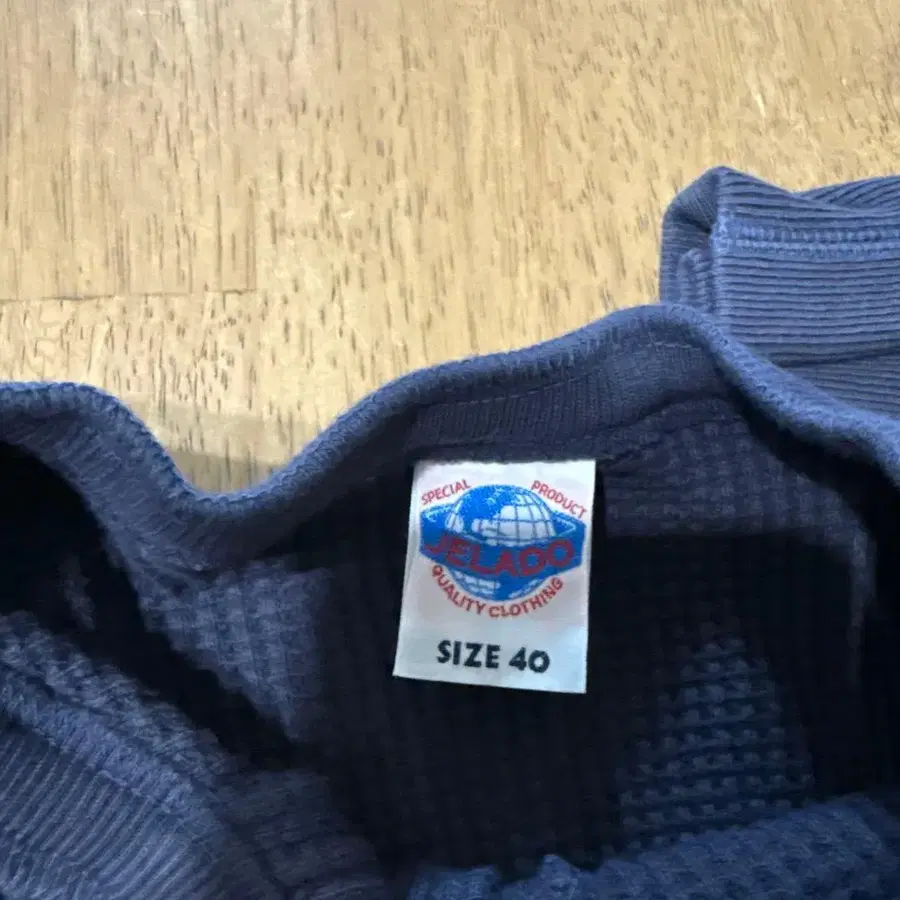 SPECIAL PRODUCT
JELADO
QUALITY CLOTHING
SIZE 40